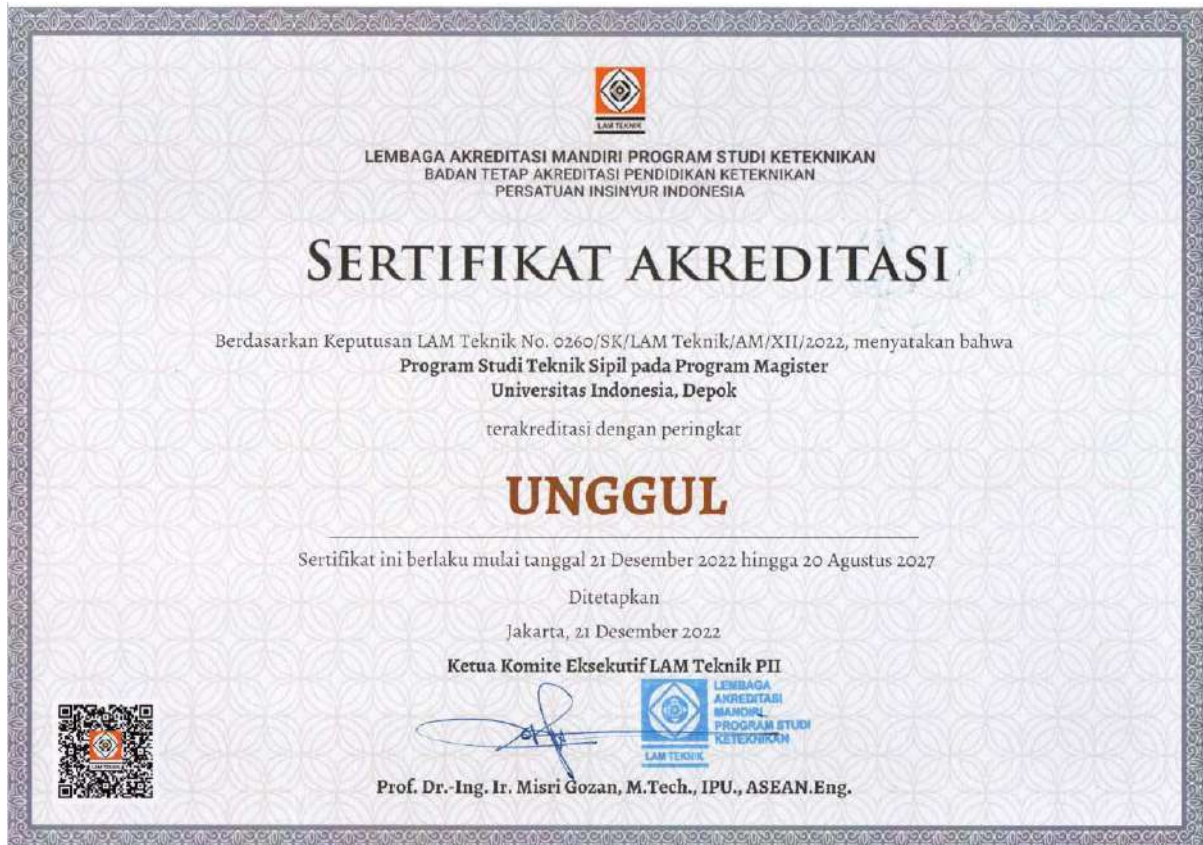 LAM TEKNIK
LEMBAGA AKREDITASI MANDIRI PROGRAM STUDI KETEKNIKAN
BADAN TETAP AKREDITASI PENDIDIKAN KETEKNIKAN
PERSATUAN INSINYUR INDONESIA
SERTIFIKAT AKREDITASI
Berdasarkan Keputusan LAM Teknik No. 0260/SK/LAM Teknik/AM/XII/2022, menyatakan bahwa
Program Studi Teknik Sipil pada Program Magister
Universitas Indonesia, Depok
terakreditasi dengan peringkat
UNGGUL
Sertifikat ini berlaku mulai tanggal 21 Desember 2022 hingga 20 Agustus 2027
Ditetapkan
Jakarta, 21 Desember 2022
Ketua Komite Eksekutif LAM Teknik PII
LEMBAGA
AKREDITASI
MANDIRI
PROGRAM STUDI
KETEKNIKAN
LAM TEKNIK
LAM TEKNIK
Prof. Dr.-Ing. Ir. Misri Gozan, M.Tech., IPU., ASEAN.Eng.